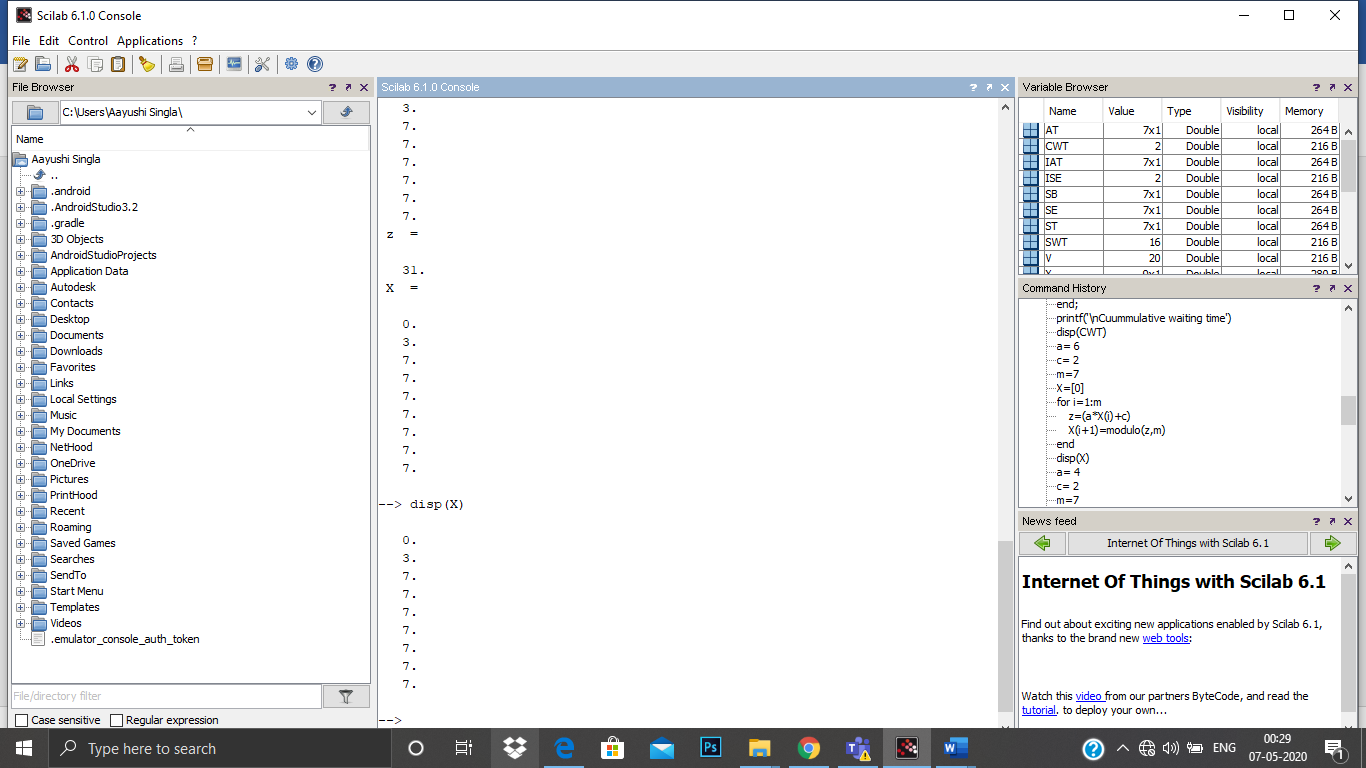 Scilab 6.1.0 Console
File Edit Control Applications ?
File Browser ? ↗ ×
C:\Users\Aayushi Singla\
Name
Aayushi Singla
..
.android
.AndroidStudio3.2
.gradle
3D Objects
AndroidStudioProjects
Application Data
Autodesk
Contacts
Desktop
Documents
Downloads
Favorites
Links
Local Settings
Music
My Documents
NetHood
OneDrive
Pictures
PrintHood
Recent
Roaming
Saved Games
Searches
SendTo
Start Menu
Templates
Videos
.emulator_console_auth_token
File/directory filter
Case sensitive Regular expression
Scilab 6.1.0 Console ? ↗ ×
3.
7.
7.
7.
7.
7.
7.
z =
31.
X =
0.
3.
7.
7.
7.
7.
7.
7.
7.
--> disp(X)
0.
3.
7.
7.
7.
7.
7.
7.
7.
-->
Variable Browser ? ↗ ×
Name Value Type Visibility Memory
AT 7x1 Double local 264 B
CWT 2 Double local 216 B
IAT 7x1 Double local 264 B
ISE 2 Double local 216 B
SB 7x1 Double local 264 B
SE 7x1 Double local 264 B
ST 7x1 Double local 264 B
SWT 16 Double local 216 B
V 20 Double local 216 B
Double local 280 B
Command History ? ↗ ×
end;
printf('\nCuummulative waiting time')
disp(CWT)
a= 6
c= 2
m=7
X=[0]
for i=1:m
z=(a*X(i)+c)
X(i+1)=modulo(z,m)
end
disp(X)
a= 4
c= 2
m=7
News feed ? ↗ ×
Internet Of Things with Scilab 6.1
Internet Of Things with Scilab 6.1
Find out about exciting new applications enabled by Scilab 6.1,
thanks to the brand new web tools:
Watch this video from our partners ByteCode, and read the
tutorial. to deploy your own...
Type here to search
Ps
ENG
00:29
07-05-2020
1